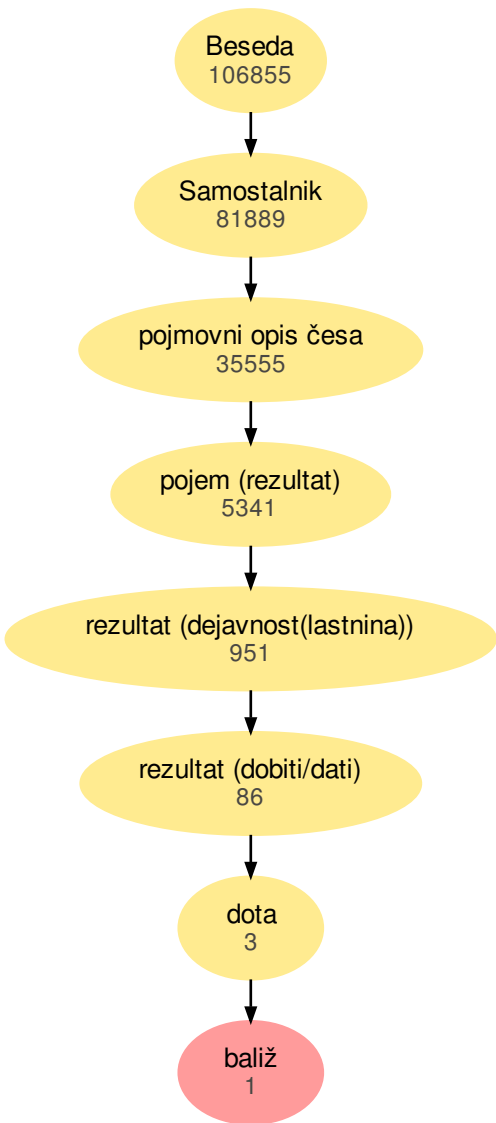 Beseda
106855
Samostalnik
81889
pojmovni opis česa
35555
pojem (rezultat)
5341
rezultat (dejavnost(lastnina))
951
rezultat (dobiti/dati)
86
dota
3
baliž
1